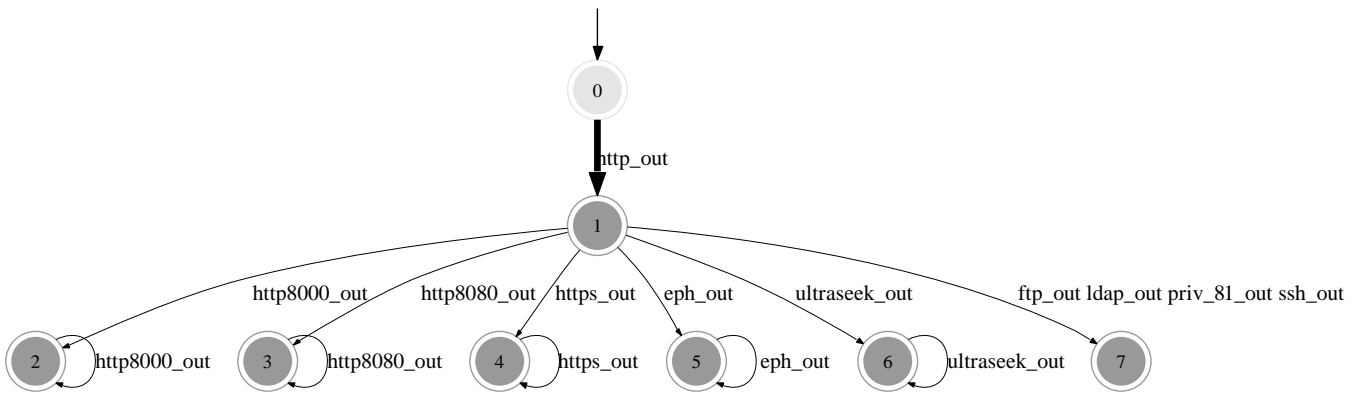 0
http_out
1
http8000_out http8080_out https_out eph_out ultraseek_out ftp_out ldap_out priv_81_out ssh_out
2 http8000_out 3 http8080_out 4 https_out 5 eph_out 6 ultraseek_out 7